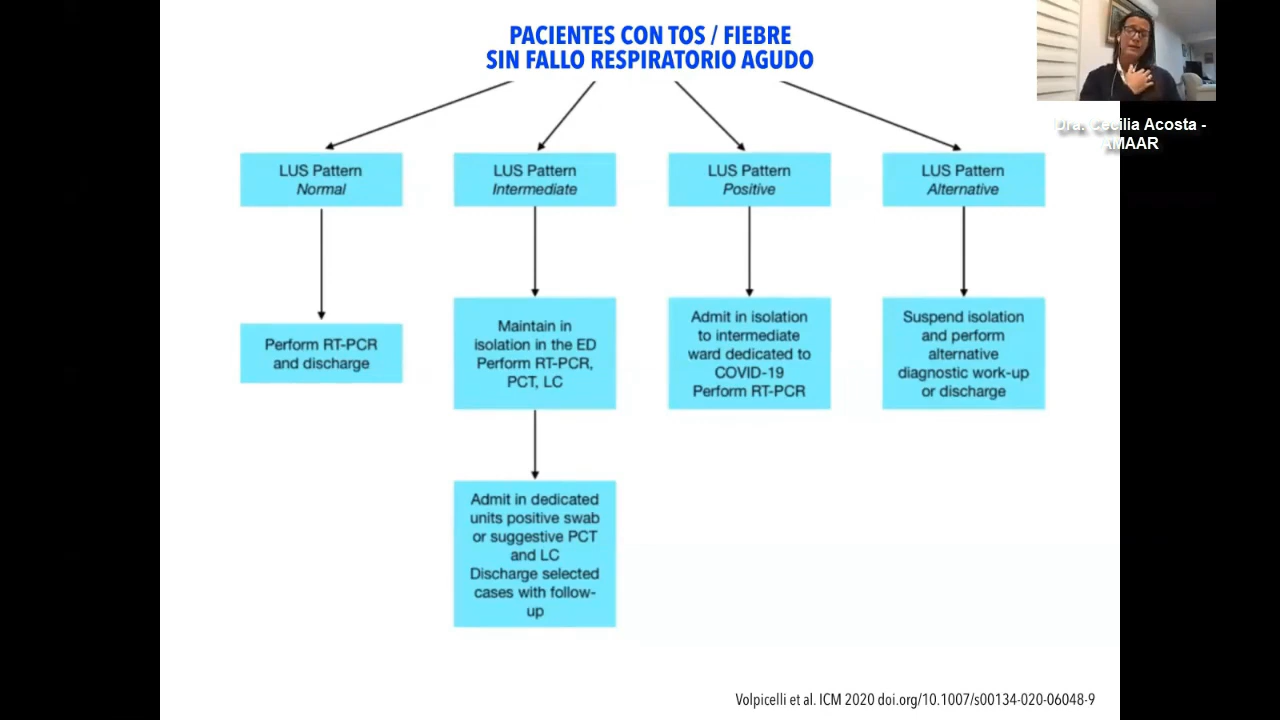 PACIENTES CON TOS / FIEBRE
SIN FALLO RESPIRATORIO AGUDO
Dra. Cecilia Acosta -
AMAAR
LUS Pattern
Normal
LUS Pattern
Intermediate
LUS Pattern
Positive
LUS Pattern
Alternative
Perform RT-PCR
and discharge
Maintain in
isolation in the ED
Perform RT-PCR,
PCT, LC
Admit in isolation
to intermediate
ward dedicated to
COVID-19
Perform RT-PCR
Suspend isolation
and perform
alternative
diagnostic work-up
or discharge
Admit in dedicated
units positive swab
or suggestive PCT
and LC
Discharge selected
cases with follow-
up
Volpicelli et al. ICM 2020 doi.org/10.1007/s00134-020-06048-9